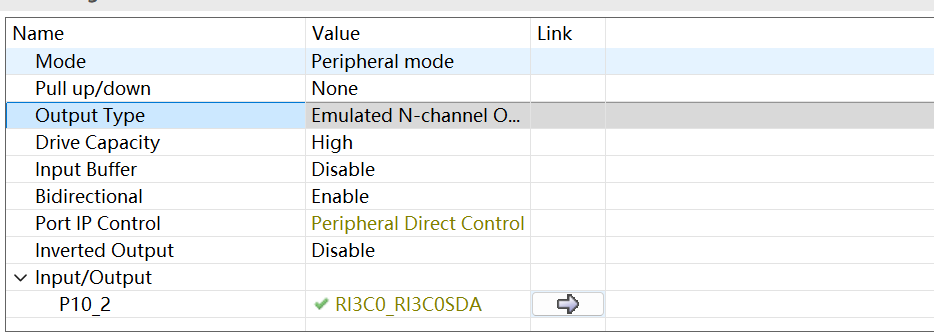 Name Value Link
Mode Peripheral mode
Pull up/down None
Output Type Emulated N-channel O...
Drive Capacity High
Input Buffer Disable
Bidirectional Enable
Port IP Control Peripheral Direct Control
Inverted Output Disable
Input/Output
P10_2 RI3C0_RI3C0SDA